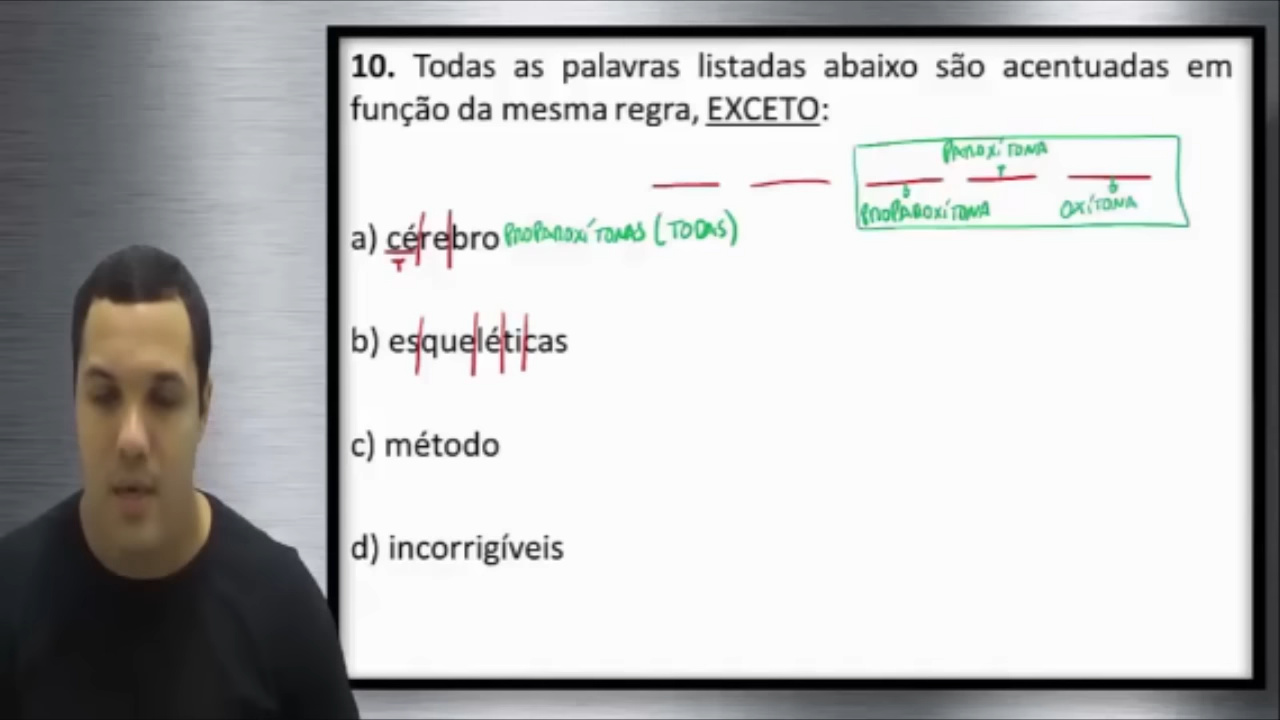 10. Todas as palavras listadas abaixo são acentuadas em
função da mesma regra, EXCETO:
PAROXÍTONA
PROPAROXÍTONA OXÍTONA
a) cérebro PROPAROXÍTONAS (TODAS)
T
b) esqueléticas
c) método
d) incorrigíveis